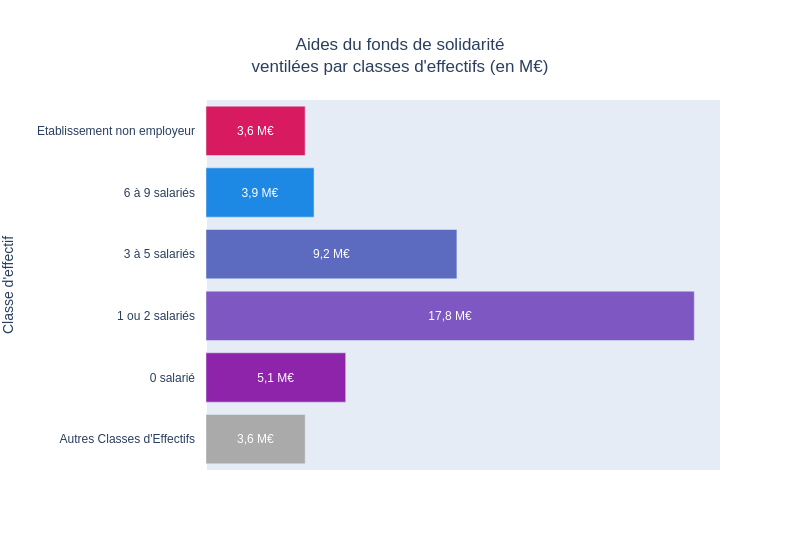 Aides du fonds de solidarité
ventilées par classes d'effectifs (en M€)
Classe d'effectif
Etablissement non employeur
3,6 M€
6 à 9 salariés
3,9 M€
3 à 5 salariés
9,2 M€
1 ou 2 salariés
17,8 M€
0 salarié
5,1 M€
Autres Classes d'Effectifs
3,6 M€